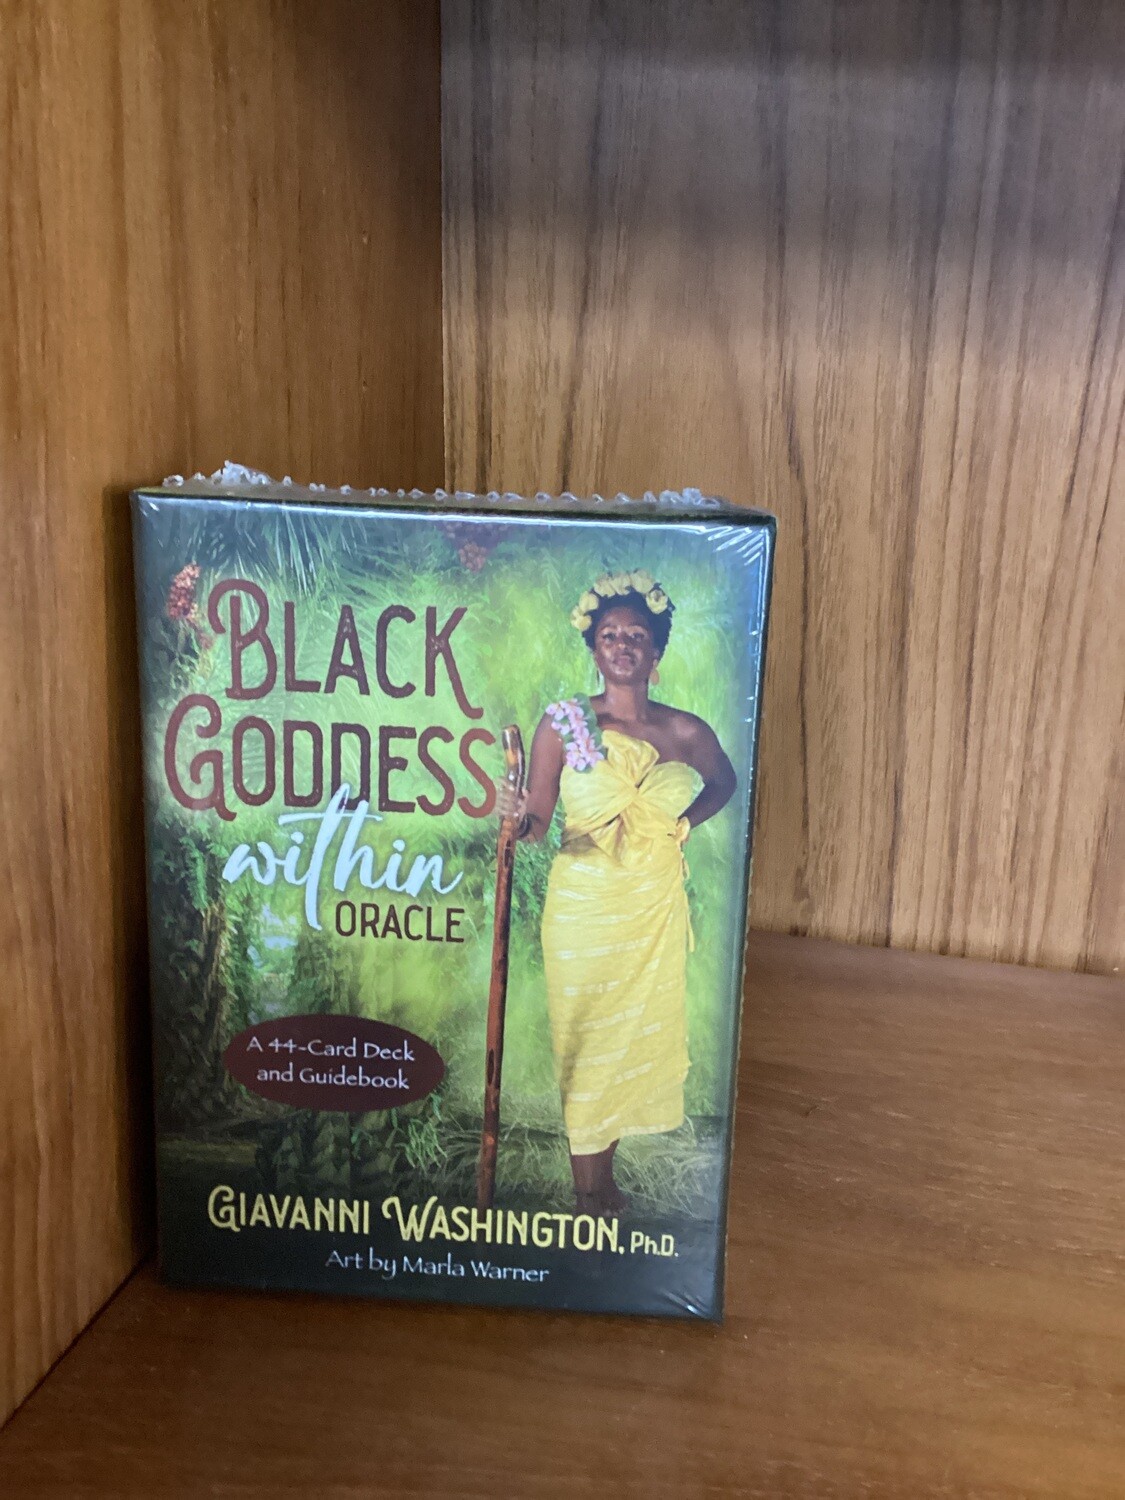 BLACK
GODDESS
within
ORACLE
A 44-Card Deck
and Guidebook
GIAVANNI WASHINGTON, Ph.D.
Art by Marla Warner